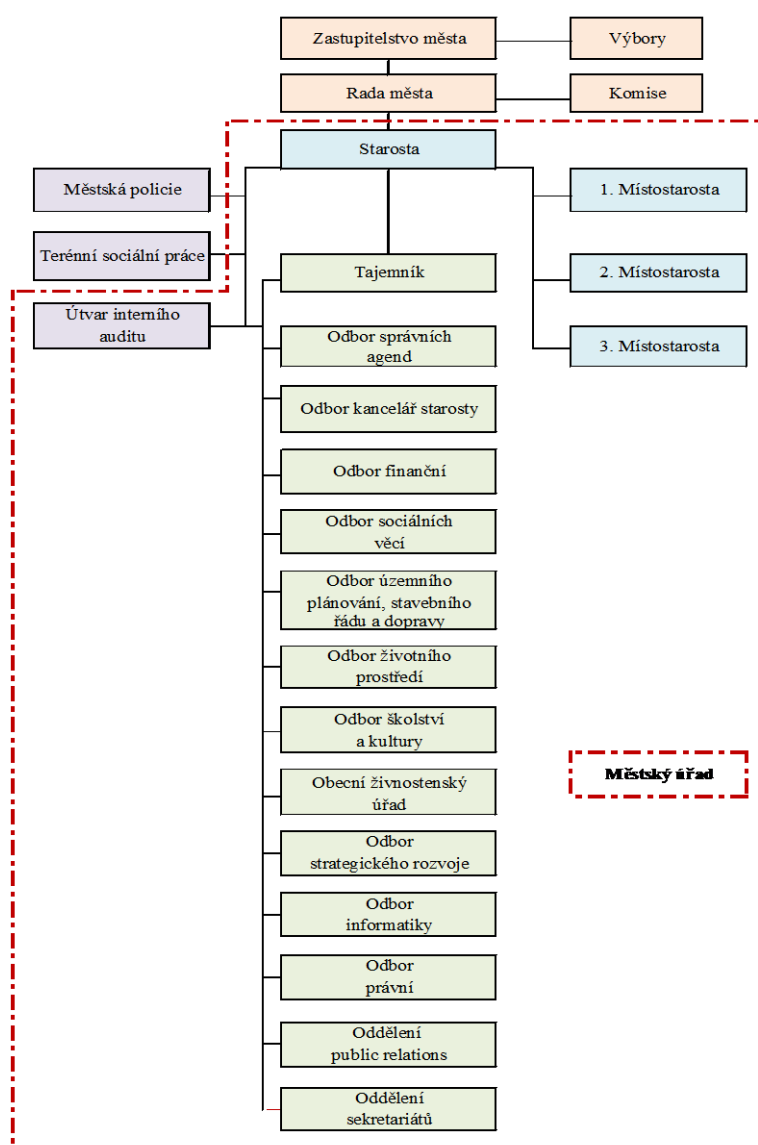 Zastupitelstvo města
Výbory
Rada města
Komise
Starosta
Městská policie
1. Místostarosta
Terénní sociální práce
Tajemník
2. Místostarosta
Útvar interního
auditu
3. Místostarosta
Odbor správních
agend
Odbor kancelář starosty
Odbor finanční
Odbor sociálních
věcí
Odbor územního
plánování, stavebního
řádu a dopravy
Odbor životního
prostředí
Odbor školství
a kultury
Městský úřad
Obecní živnostenský
úřad
Odbor
strategického rozvoje
Odbor
informatiky
Odbor
právní
Oddělení
public relations
Oddělení
sekretariátů